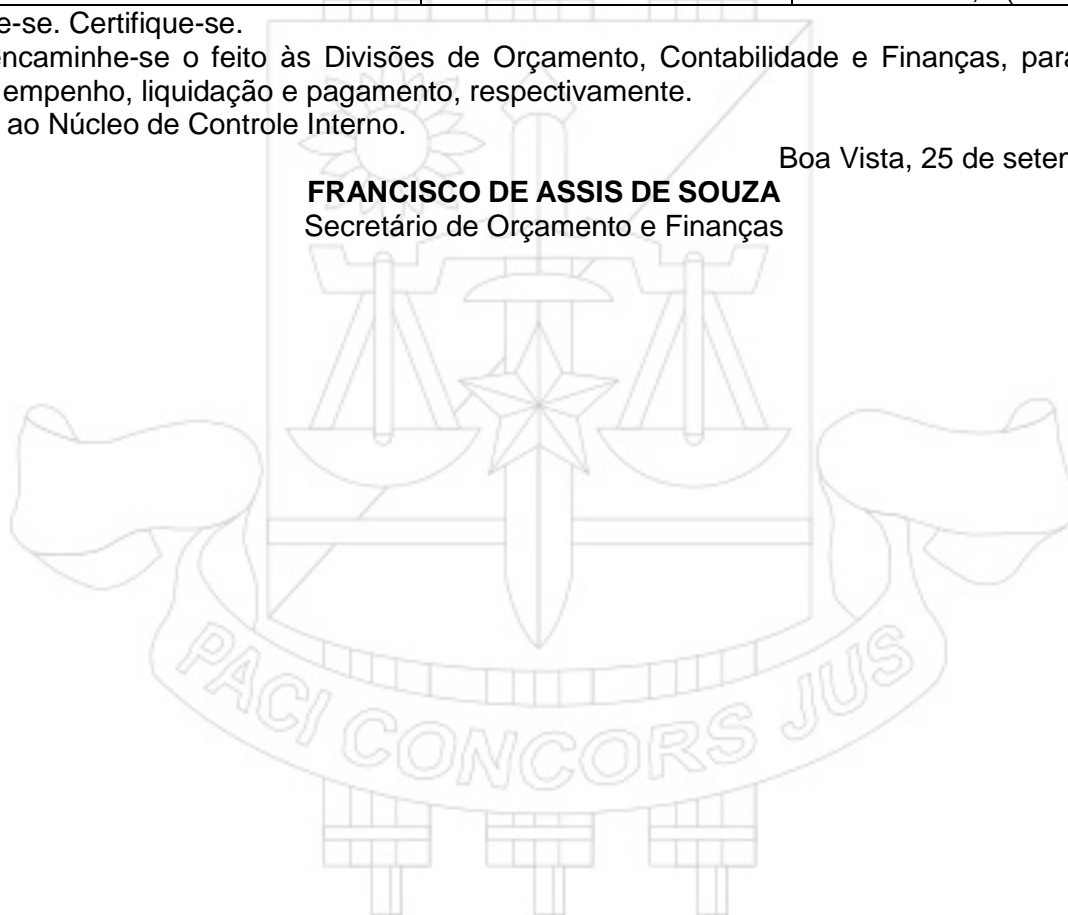 e-se. Certifique-se.
encaminhe-se o feito às Divisões de Orçamento, Contabilidade e Finanças, para
empenho, liquidação e pagamento, respectivamente.
ao Núcleo de Controle Interno.
Boa Vista, 25 de seter
FRANCISCO DE ASSIS DE SOUZA
Secretário de Orçamento e Finanças
PACI CONCORS JUS